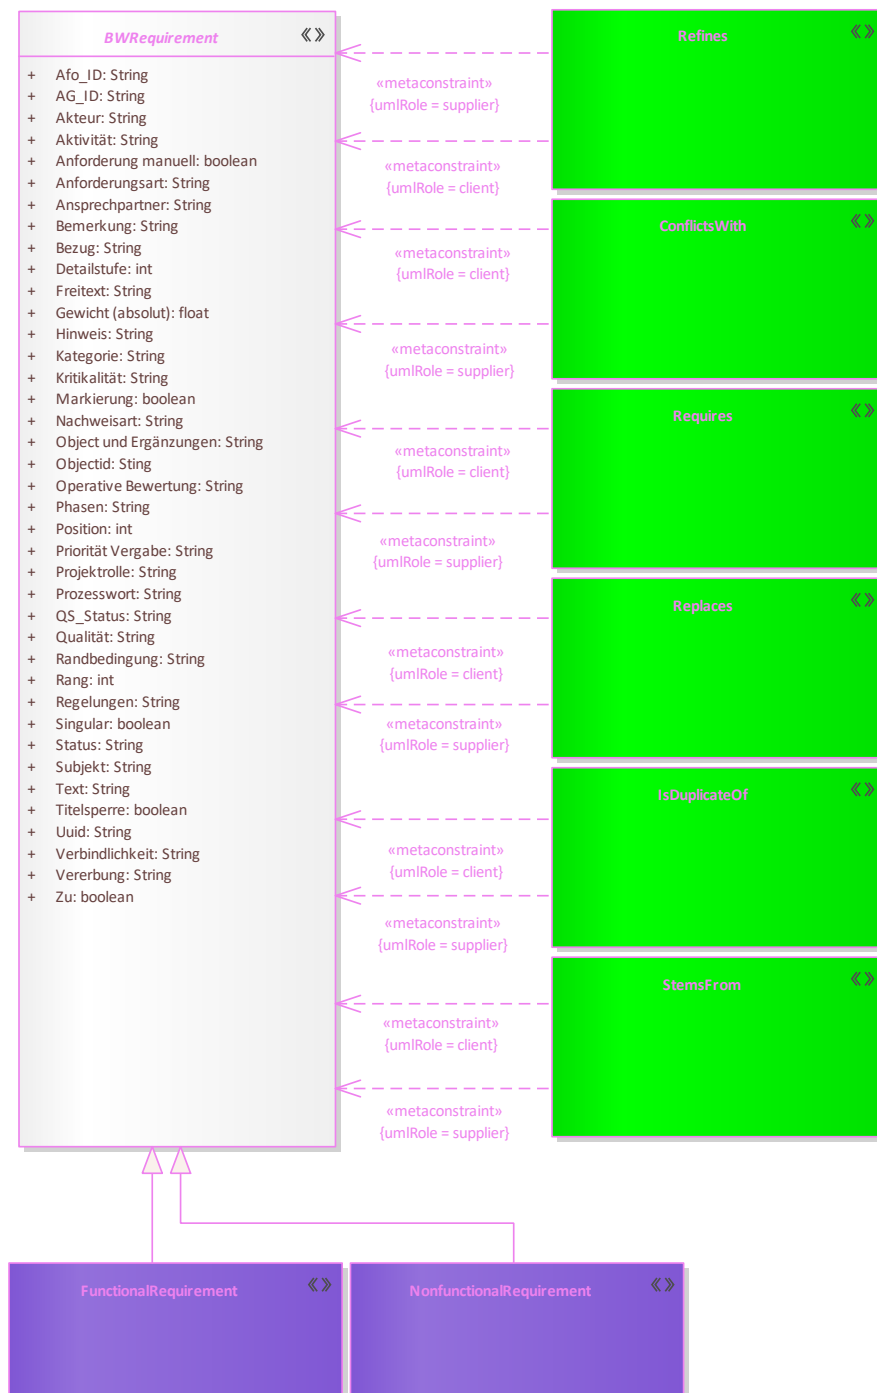 BWRequirement
+ Afo_ID: String
+ AG_ID: String
+ Akteur: String
+ Aktivität: String
+ Anforderung manuell: boolean
+ Anforderungsart: String
+ Ansprechpartner: String
+ Bemerkung: String
+ Bezug: String
+ Detailstufe: int
+ Freitext: String
+ Gewicht (absolut): float
+ Hinweis: String
+ Kategorie: String
+ Kritikalität: String
+ Markierung: boolean
+ Nachweisart: String
+ Object und Ergänzungen: String
+ Objectid: Sting
+ Operative Bewertung: String
+ Phasen: String
+ Position: int
+ Priorität Vergabe: String
+ Projektrolle: String
+ Prozesswort: String
+ QS_Status: String
+ Qualität: String
+ Randbedingung: String
+ Rang: int
+ Regelungen: String
+ Singular: boolean
+ Status: String
+ Subjekt: String
+ Text: String
+ Titelsperre: boolean
+ Uuid: String
+ Verbindlichkeit: String
+ Vererbung: String
+ Zu: boolean
«metaconstraint»
{umlRole = supplier}
«metaconstraint»
{umlRole = client}
«metaconstraint»
{umlRole = client}
«metaconstraint»
{umlRole = supplier}
«metaconstraint»
{umlRole = client}
«metaconstraint»
{umlRole = supplier}
«metaconstraint»
{umlRole = client}
«metaconstraint»
{umlRole = supplier}
«metaconstraint»
{umlRole = client}
«metaconstraint»
{umlRole = supplier}
«metaconstraint»
{umlRole = client}
«metaconstraint»
{umlRole = supplier}
Refines
ConflictsWith
Requires
Replaces
IsDuplicateOf
StemsFrom
FunctionalRequirement
NonfunctionalRequirement